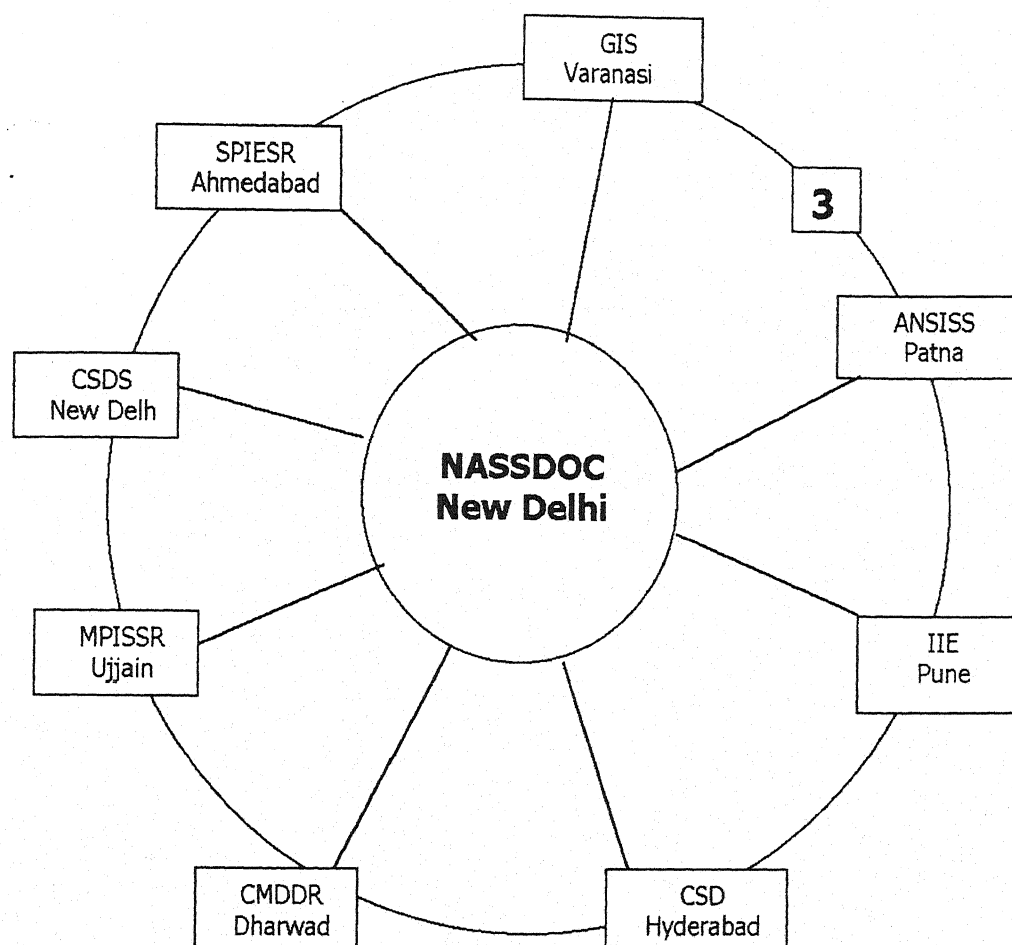 GIS
Varanasi
SPIESR
Ahmedabad
3
ANSISS
Patna
CSDS
New Delh
NASSDOC
New Delhi
MPISSR
Ujjain
IIE
Pune
CMDDR
Dharwad
CSD
Hyderabad